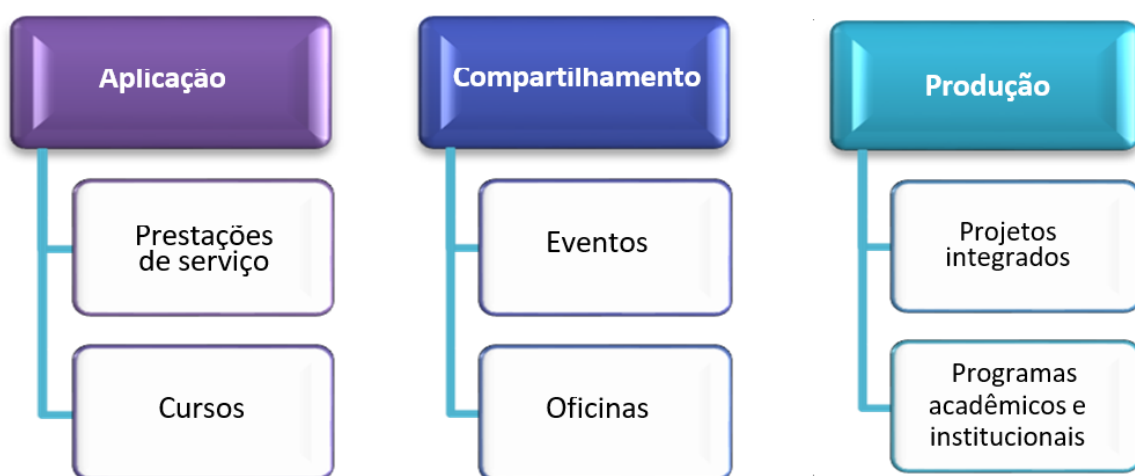 Aplicação
Prestações
de serviço
Cursos
Compartilhamento
Eventos
Oficinas
Produção
Projetos
integrados
Programas
acadêmicos e
institucionais